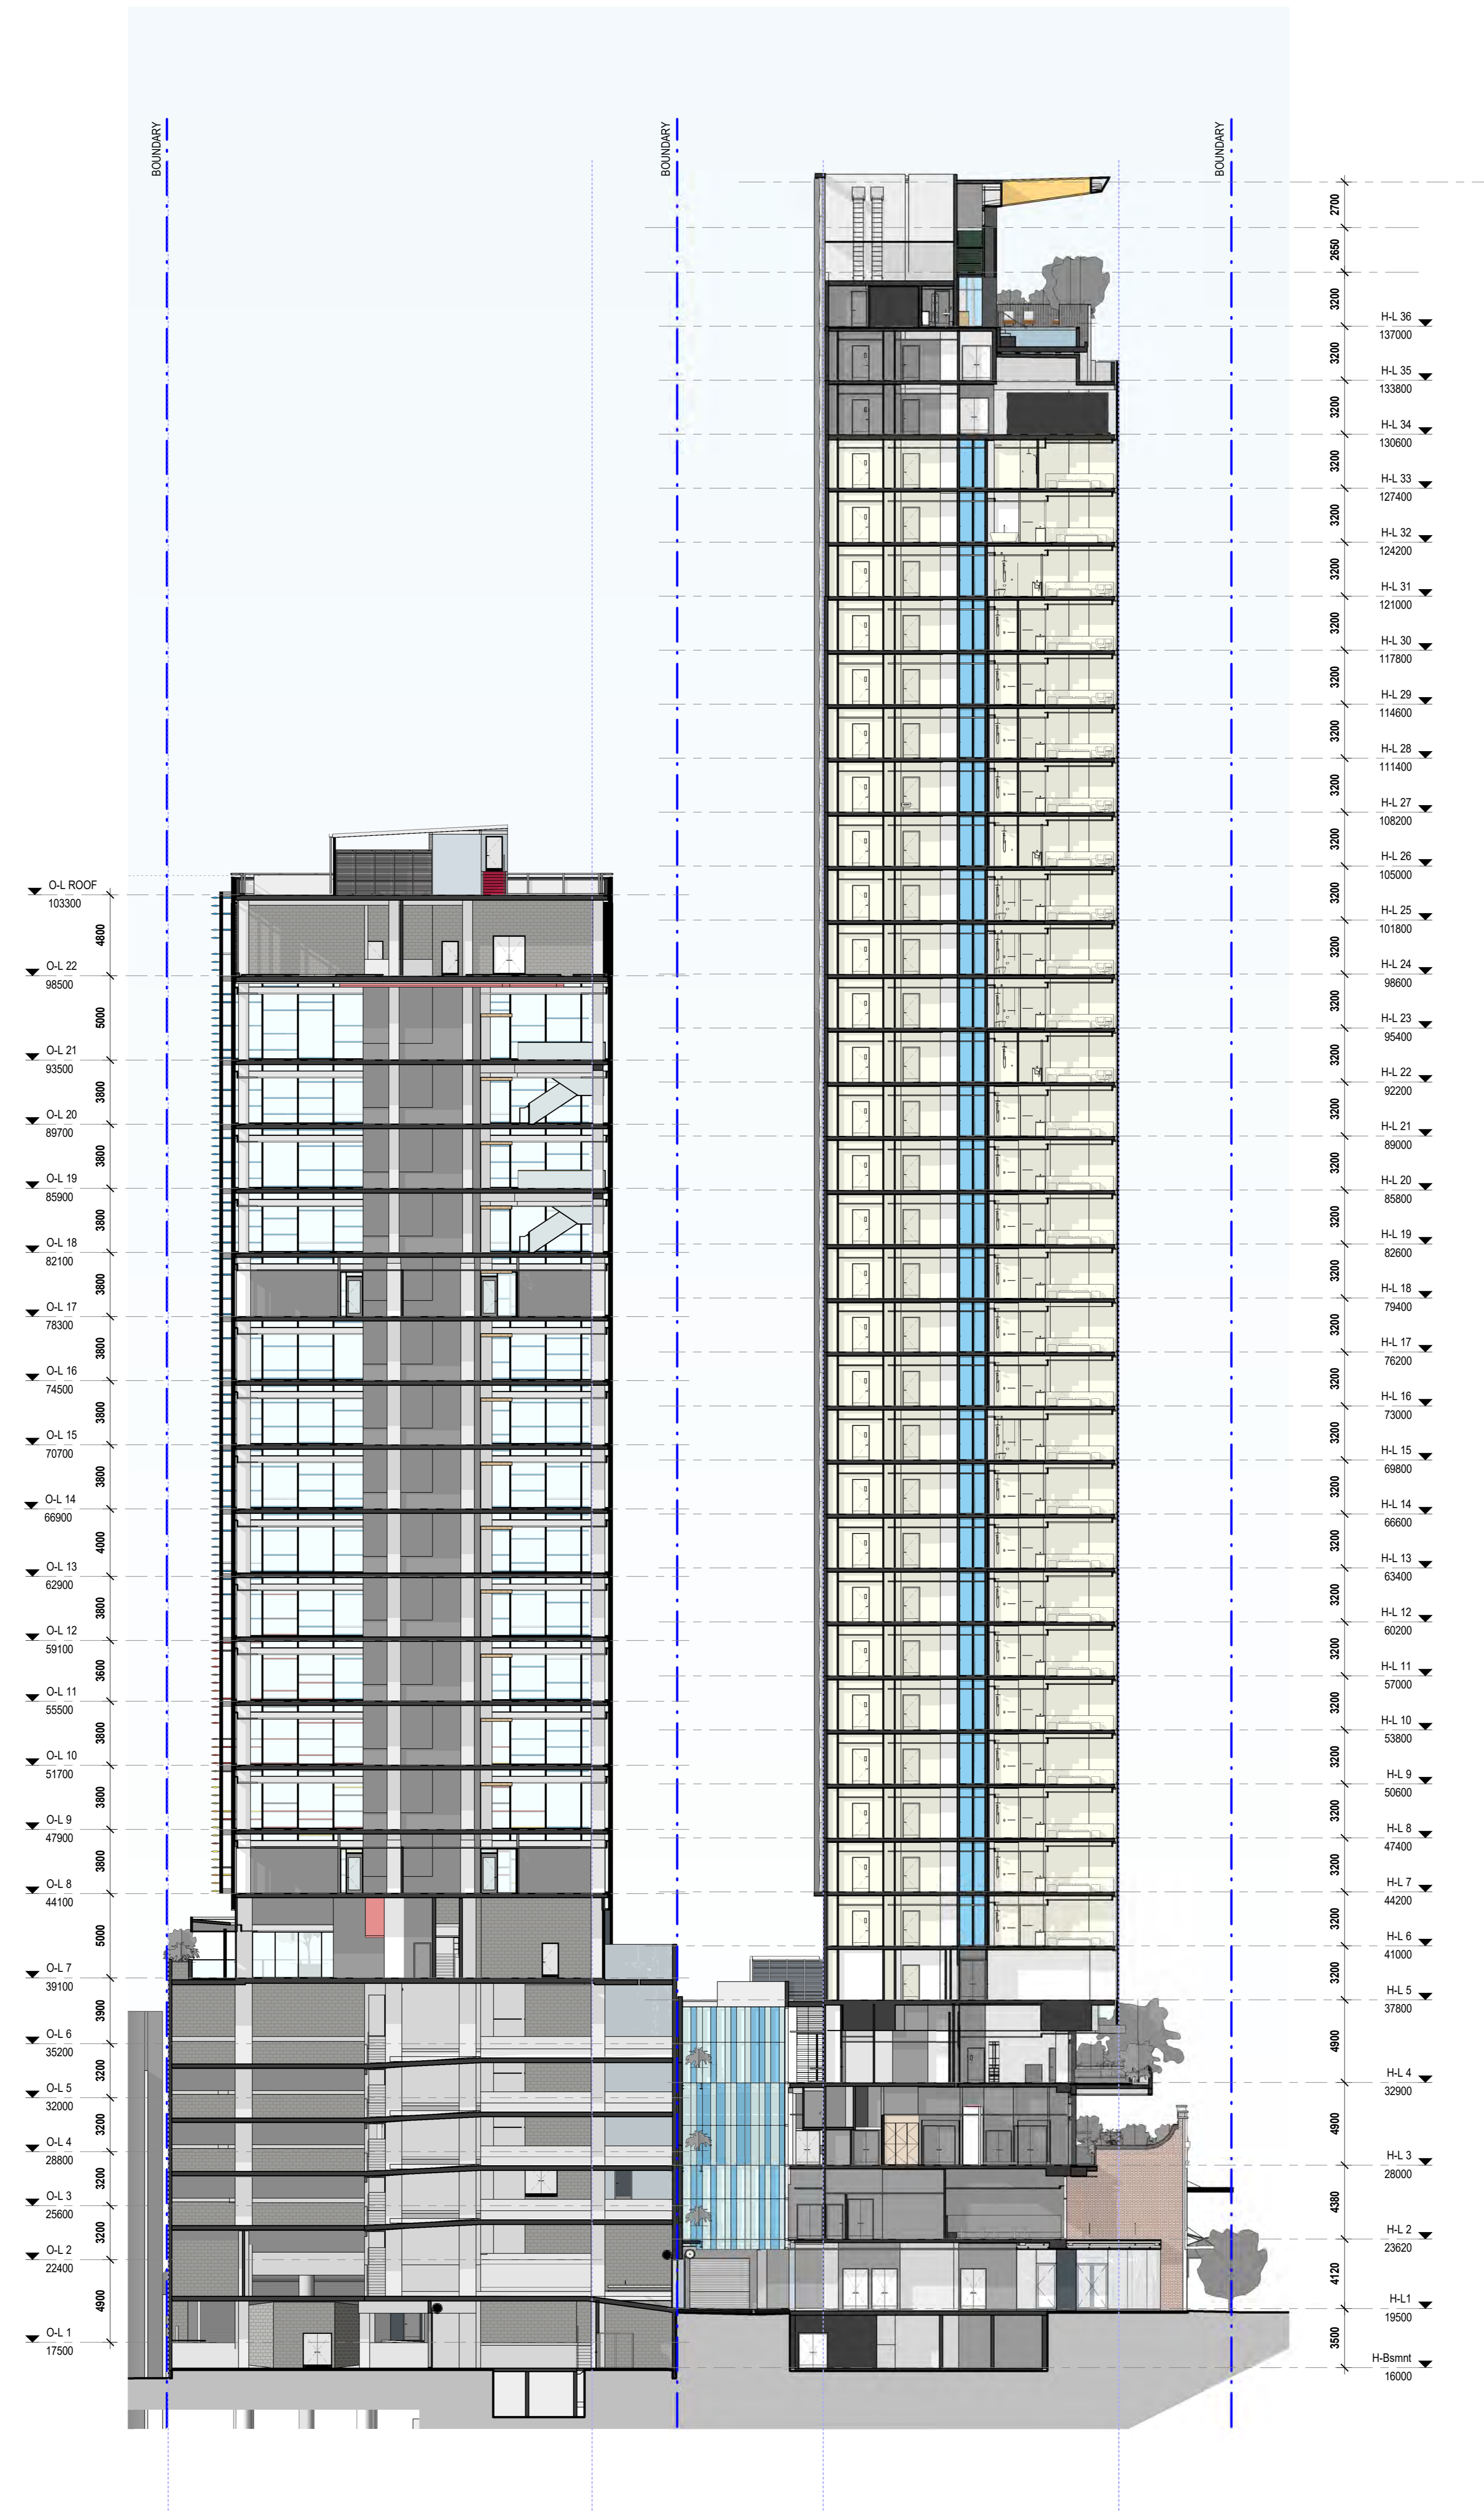 BOUNDARY
BOUNDARY
BOUNDARY
O-L ROOF
103300
4800
O-L 22
98500
5000
O-L 21
93500
3800
O-L 20
89700
3800
O-L 19
85900
3800
O-L 18
82100
3800
O-L 17
78300
3800
O-L 16
74500
3800
O-L 15
70700
3800
O-L 14
66900
4000
O-L 13
62900
3800
O-L 12
59100
3600
O-L 11
55500
3800
O-L 10
51700
3800
O-L 9
47900
3800
O-L 8
44100
5000
O-L 7
39100
3900
O-L 6
35200
3200
O-L 5
32000
3200
O-L 4
28800
3200
O-L 3
25600
3200
O-L 2
22400
4900
O-L 1
17500
2700
2650
3200
H-L 36
137000
3200
H-L 35
133800
3200
H-L 34
130600
3200
H-L 33
127400
3200
H-L 32
124200
3200
H-L 31
121000
3200
H-L 30
117800
3200
H-L 29
114600
3200
H-L 28
111400
3200
H-L 27
108200
3200
H-L 26
105000
3200
H-L 25
101800
3200
H-L 24
98600
3200
H-L 23
95400
3200
H-L 22
92200
3200
H-L 21
89000
3200
H-L 20
85800
3200
H-L 19
82600
3200
H-L 18
79400
3200
H-L 17
76200
3200
H-L 16
73000
3200
H-L 15
69800
3200
H-L 14
66600
3200
H-L 13
63400
3200
H-L 12
60200
3200
H-L 11
57000
3200
H-L 10
53800
3200
H-L 9
50600
3200
H-L 8
47400
3200
H-L 7
44200
3200
H-L 6
41000
3200
H-L 5
37800
4900
H-L 4
32900
4900
H-L 3
28000
4380
H-L 2
23620
4120
H-L1
19500
3500
H-Bsmnt
16000